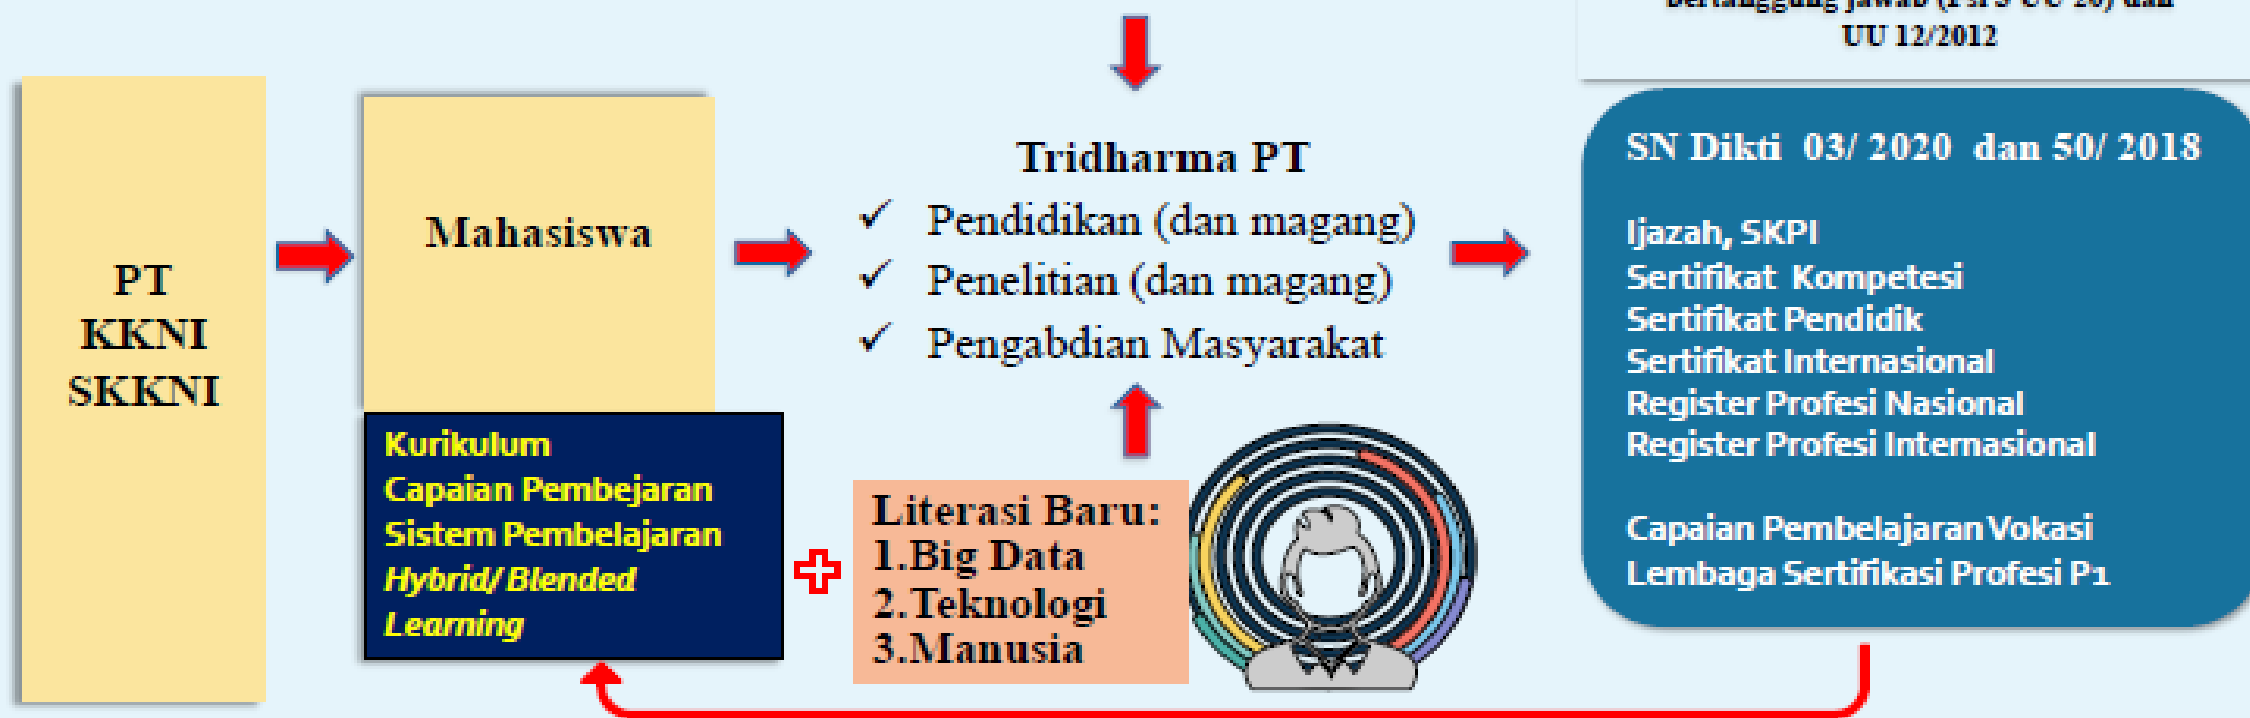 UU 12/2012
PT
KKNI
SKKNI
Mahasiswa
Kurikulum
Capaian Pembejaran
Sistem Pembelajaran
Hybrid/ Blended
Learning
Tridharma PT
✓ Pendidikan (dan magang)
✓ Penelitian (dan magang)
✓ Pengabdian Masyarakat
Literasi Baru:
1.Big Data
2.Teknologi
3.Manusia
SN Dikti 03/ 2020 dan 50/ 2018
Ijazah, SKPI
Sertifikat Kompetesi
Sertifikat Pendidik
Sertifikat Internasional
Register Profesi Nasional
Register Profesi Internasional
Capaian Pembelajaran Vokasi
Lembaga Sertifikasi Profesi P1